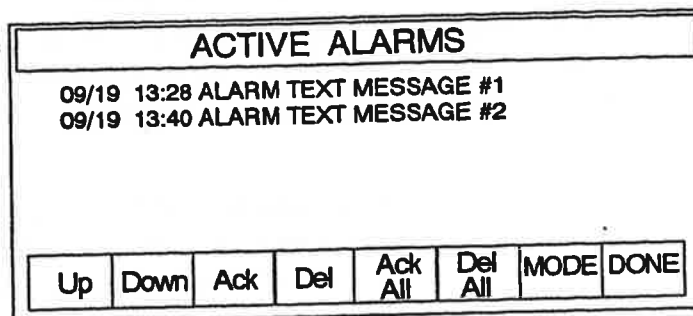 ACTIVE ALARMS
09/19 13:28 ALARM TEXT MESSAGE #1
09/19 13:40 ALARM TEXT MESSAGE #2
Up Down Ack Del Ack All Del All MODE DONE